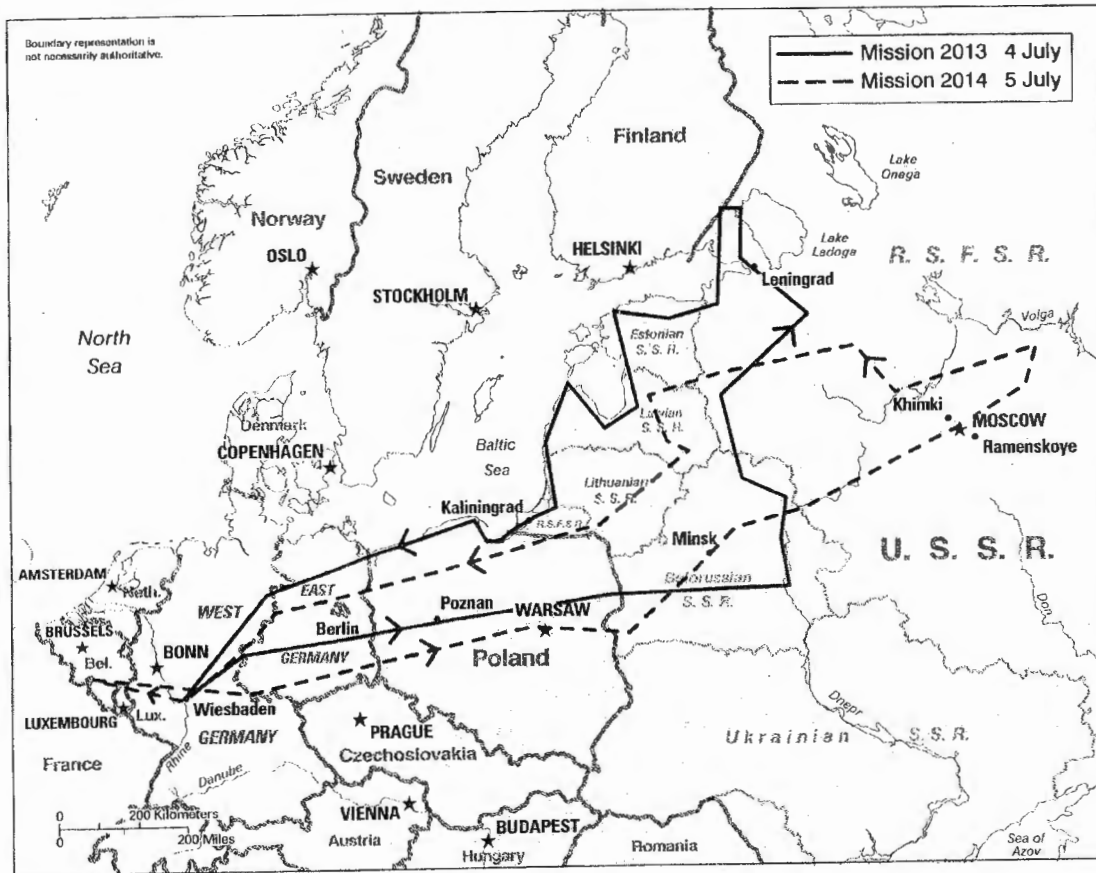 Boundary representation is
not necessarily authoritative.
Mission 2013 4 July
Mission 2014 5 July
Finland
Lake
Onega
Sweden
Norway
HELSINKI
Lake
Ladoga
R. S. F. S. R.
OSLO
Leningrad
STOCKHOLM
Volga
North
Sea
Estonian
S. S. R.
Khimki
MOSCOW
Denmark
Latvian
S. S. R.
Ramenskoye
COPENHAGEN
Baltic
Sea
Lithuanian
S. S. R.
Kaliningrad
R.S.F.S.R.
Minsk
U. S. S. R.
AMSTERDAM
Neth.
WEST
EAST
Belorussian
S. S. R.
Don
Poznan
WARSAW
BRUSSELS
Berlin
Bel.
BONN
GERMANY
Poland
Wiesbaden
Dnepr
LUXEMBOURG
Lux.
GERMANY
PRAGUE
Ukrainian
S. S. R.
France
Rhine
Czechoslovakia
Danube
0 200 Kilometers
0 200 Miles
VIENNA
BUDAPEST
Austria
Hungary
Romania
Sea of
Azov